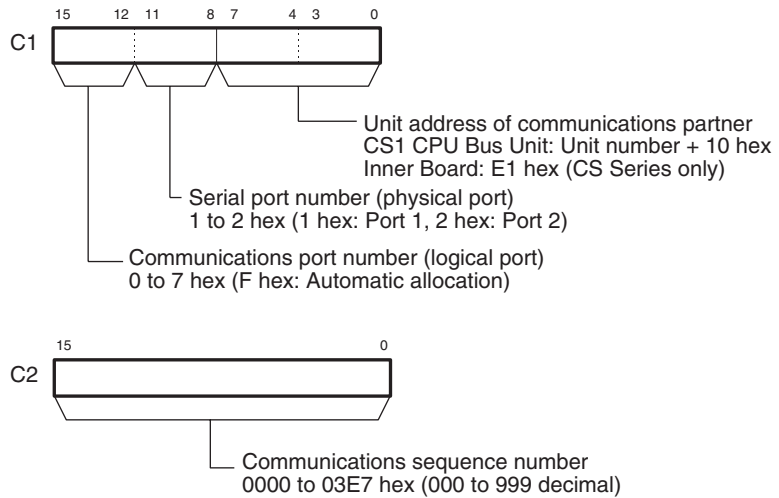 15 12 11 8 7 4 3 0
C1
Unit address of communications partner
CS1 CPU Bus Unit: Unit number + 10 hex
Inner Board: E1 hex (CS Series only)
Serial port number (physical port)
1 to 2 hex (1 hex: Port 1, 2 hex: Port 2)
Communications port number (logical port)
0 to 7 hex (F hex: Automatic allocation)
15 0
C2
Communications sequence number
0000 to 03E7 hex (000 to 999 decimal)